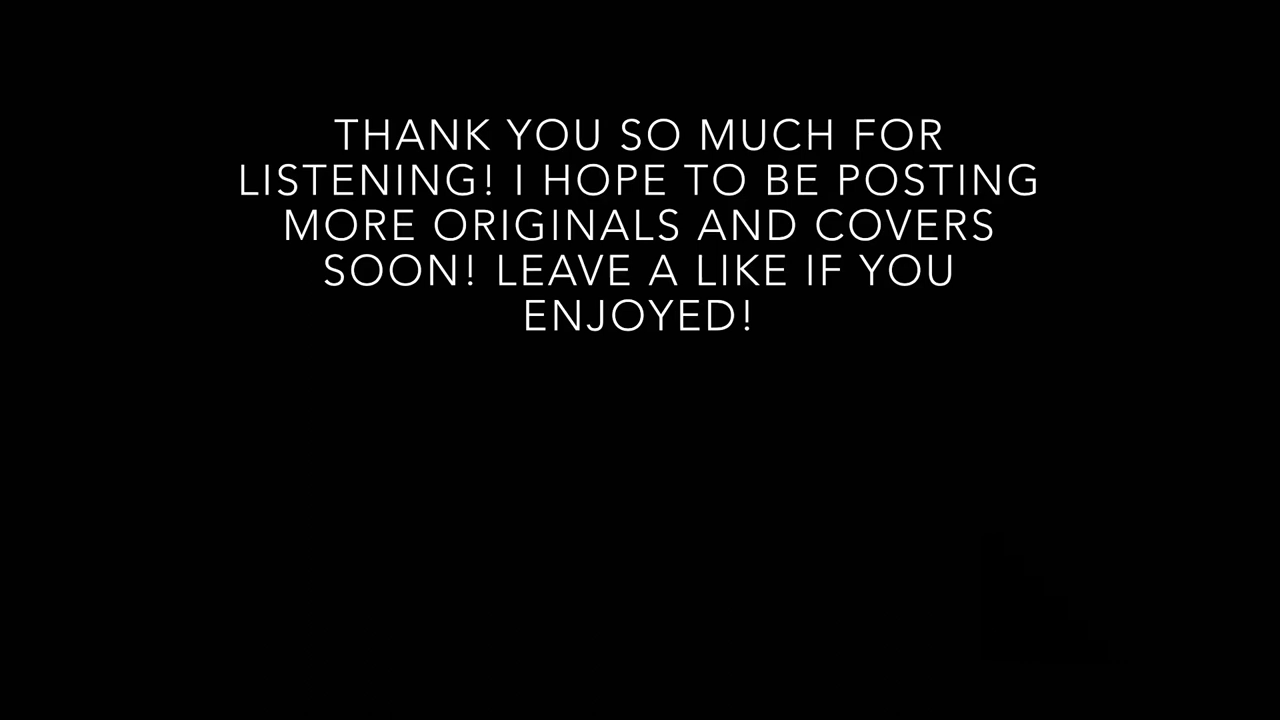 THANK YOU SO MUCH FOR
LISTENING! I HOPE TO BE POSTING
MORE ORIGINALS AND COVERS
SOON! LEAVE A LIKE IF YOU
ENJOYED!